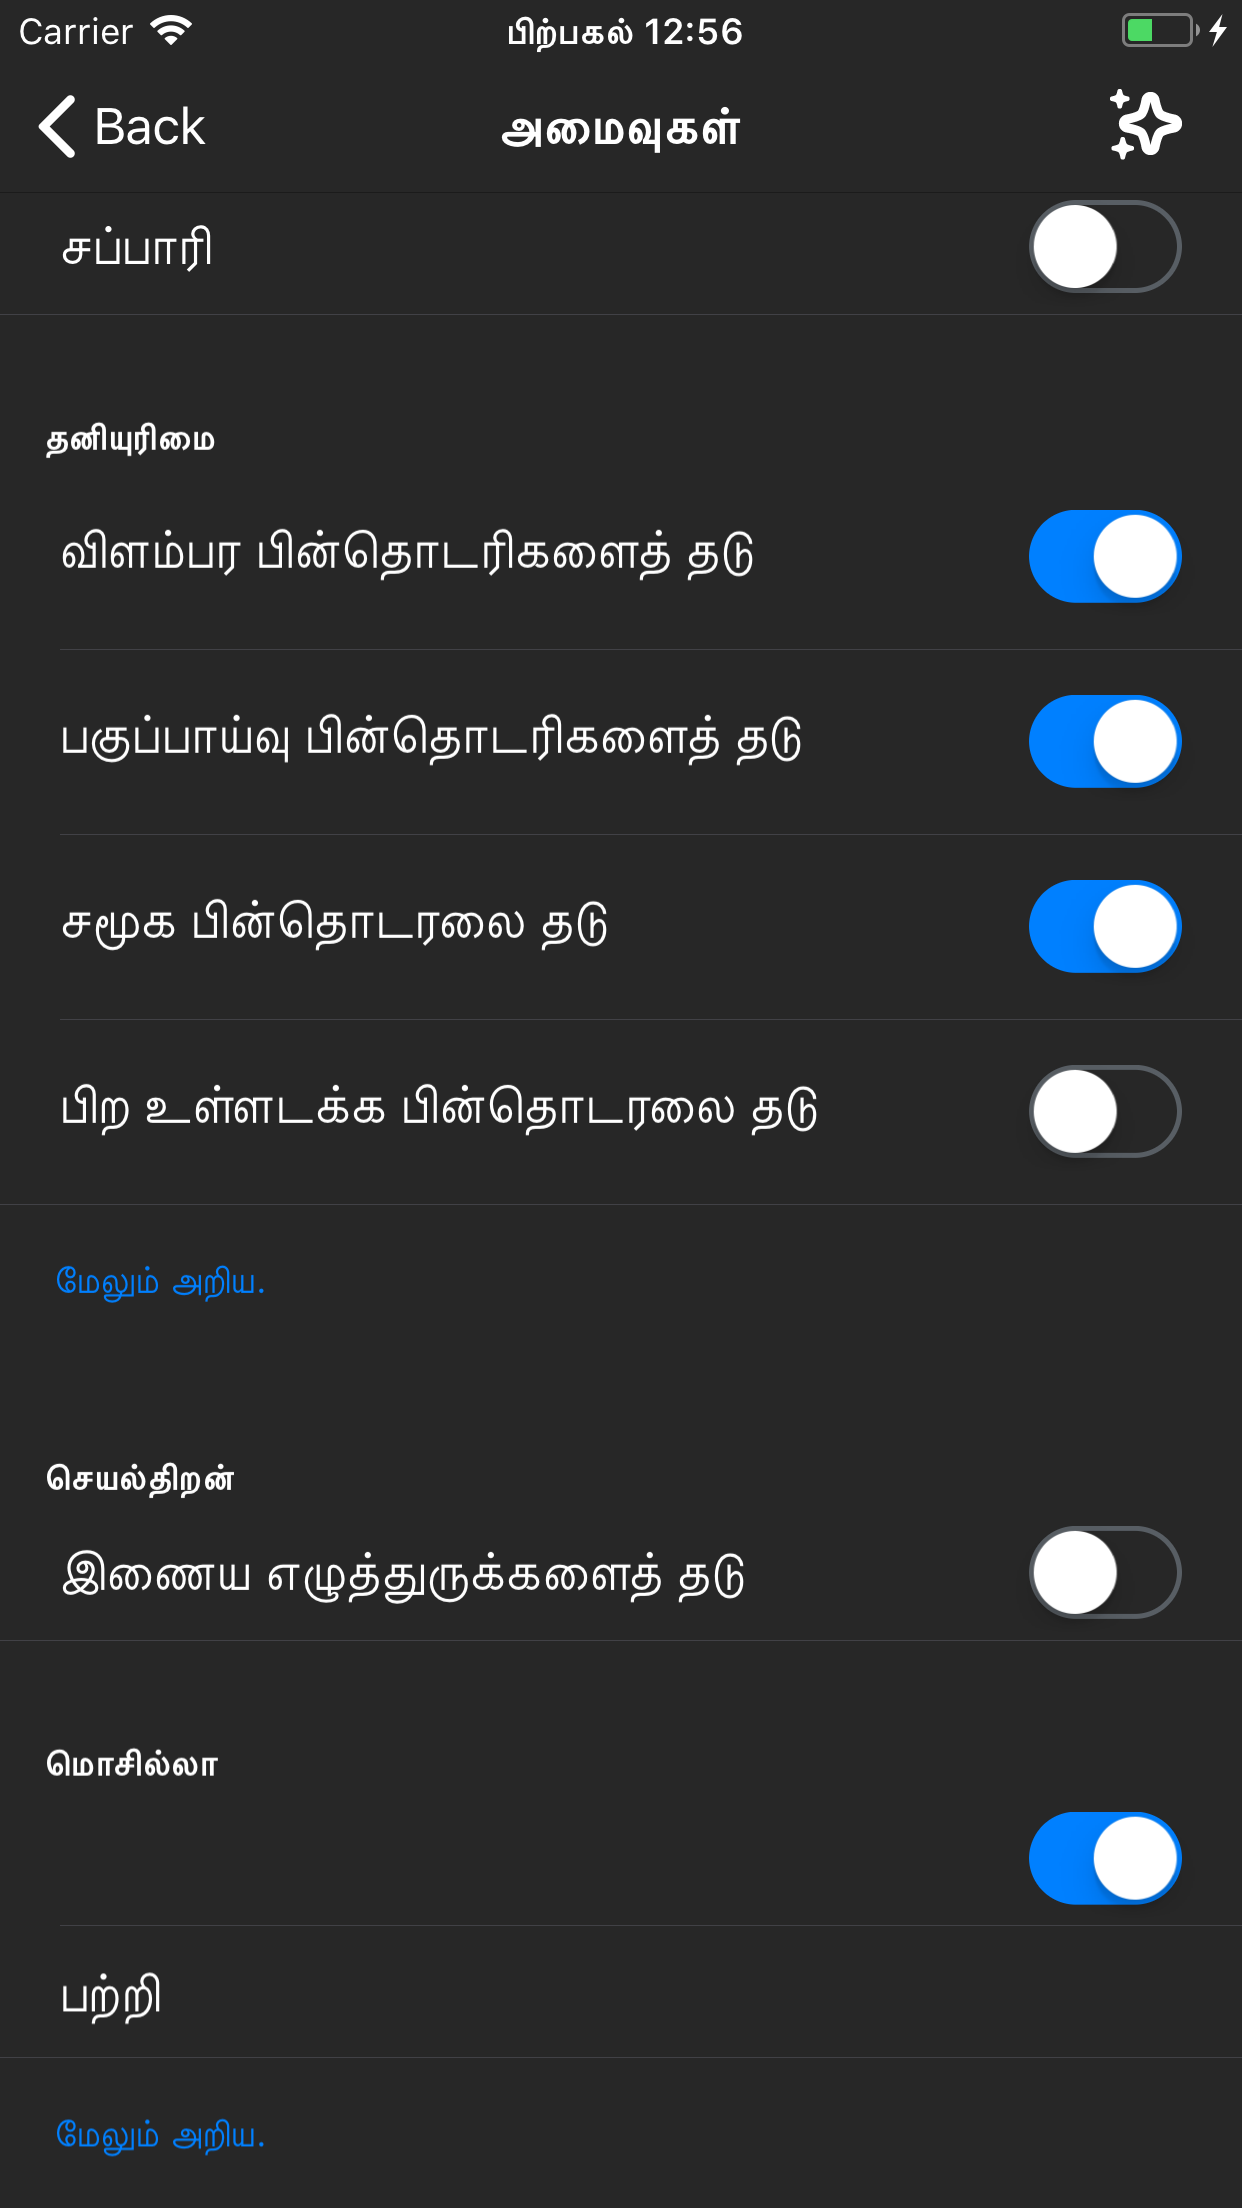 Carrier பிற்பகல் 12:56
Back அமைவுகள்
சப்பாரி
தனியுரிமை
விளம்பர பின்தொடரிகளைத் தடு
பகுப்பாய்வு பின்தொடரிகளைத் தடு
சமூக பின்தொடரலை தடு
பிற உள்ளடக்க பின்தொடரலை தடு
மேலும் அறிய.
செயல்திறன்
இணைய எழுத்துருக்களைத் தடு
மொசில்லா
பற்றி
மேலும் அறிய.